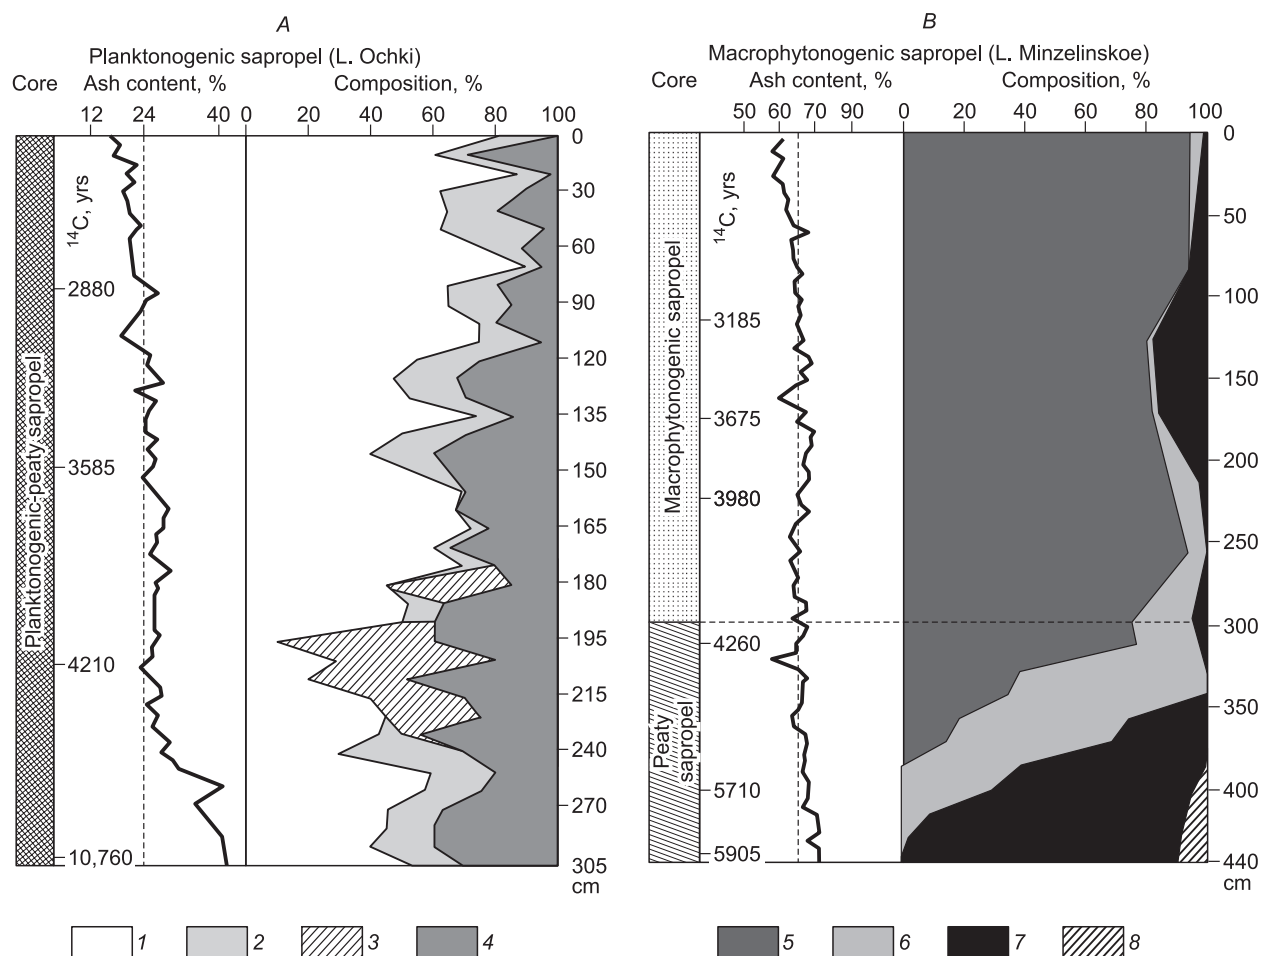 A
Planktonogenic sapropel (L. Ochki)
Core Ash content, % Composition, %
12 24 40 0 20 40 60 80 100
0
30
60
90
120
135
150
165
180
195
215
240
270
305
cm
Planktonogenic-peaty sapropel
14C, yrs
2880
3585
4210
10,760
1 2 3 4
B
Macrophytonogenic sapropel (L. Minzelinskoe)
Core Ash content, % Composition, %
50 60 70 90 0 20 40 60 80 100
0
50
100
150
200
250
300
350
400
440
cm
Macrophytonogenic sapropel
Peaty
sapropel
14C, yrs
3185
3675
3980
4260
5710
5905
5 6 7 8